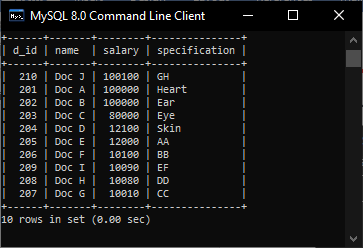 MySQL 8.0 Command Line Client
+------+-------+--------+---------------+
| d_id | name  | salary | specification |
+------+-------+--------+---------------+
|  210 | Doc J | 100100 | GH            |
|  201 | Doc A | 100000 | Heart         |
|  202 | Doc B | 100000 | Ear           |
|  203 | Doc C |  80000 | Eye           |
|  204 | Doc D |  12100 | Skin          |
|  205 | Doc E |  12000 | AA            |
|  206 | Doc F |  10100 | BB            |
|  209 | Doc I |  10090 | EF            |
|  208 | Doc H |  10080 | DD            |
|  207 | Doc G |  10010 | CC            |
+------+-------+--------+---------------+
10 rows in set (0.00 sec)